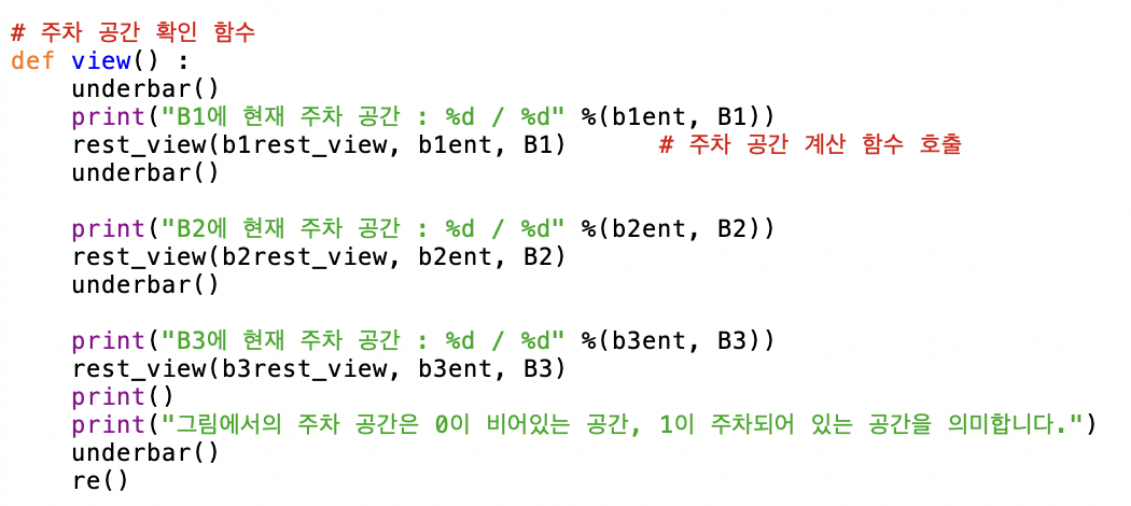 # 주차 공간 확인 함수
def view() :
    underbar()
    print("B1에 현재 주차 공간 : %d / %d" %(b1ent, B1))
    rest_view(b1rest_view, b1ent, B1)      # 주차 공간 계산 함수 호출
    underbar()

    print("B2에 현재 주차 공간 : %d / %d" %(b2ent, B2))
    rest_view(b2rest_view, b2ent, B2)
    underbar()

    print("B3에 현재 주차 공간 : %d / %d" %(b3ent, B3))
    rest_view(b3rest_view, b3ent, B3)
    print()
    print("그림에서의 주차 공간은 0이 비어있는 공간, 1이 주차되어 있는 공간을 의미합니다.")
    underbar()
    re()